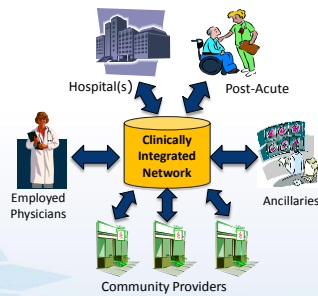 Hospital(s)
Post-Acute
Clinically
Integrated
Network
Employed
Physicians
Ancillaries
Community Providers